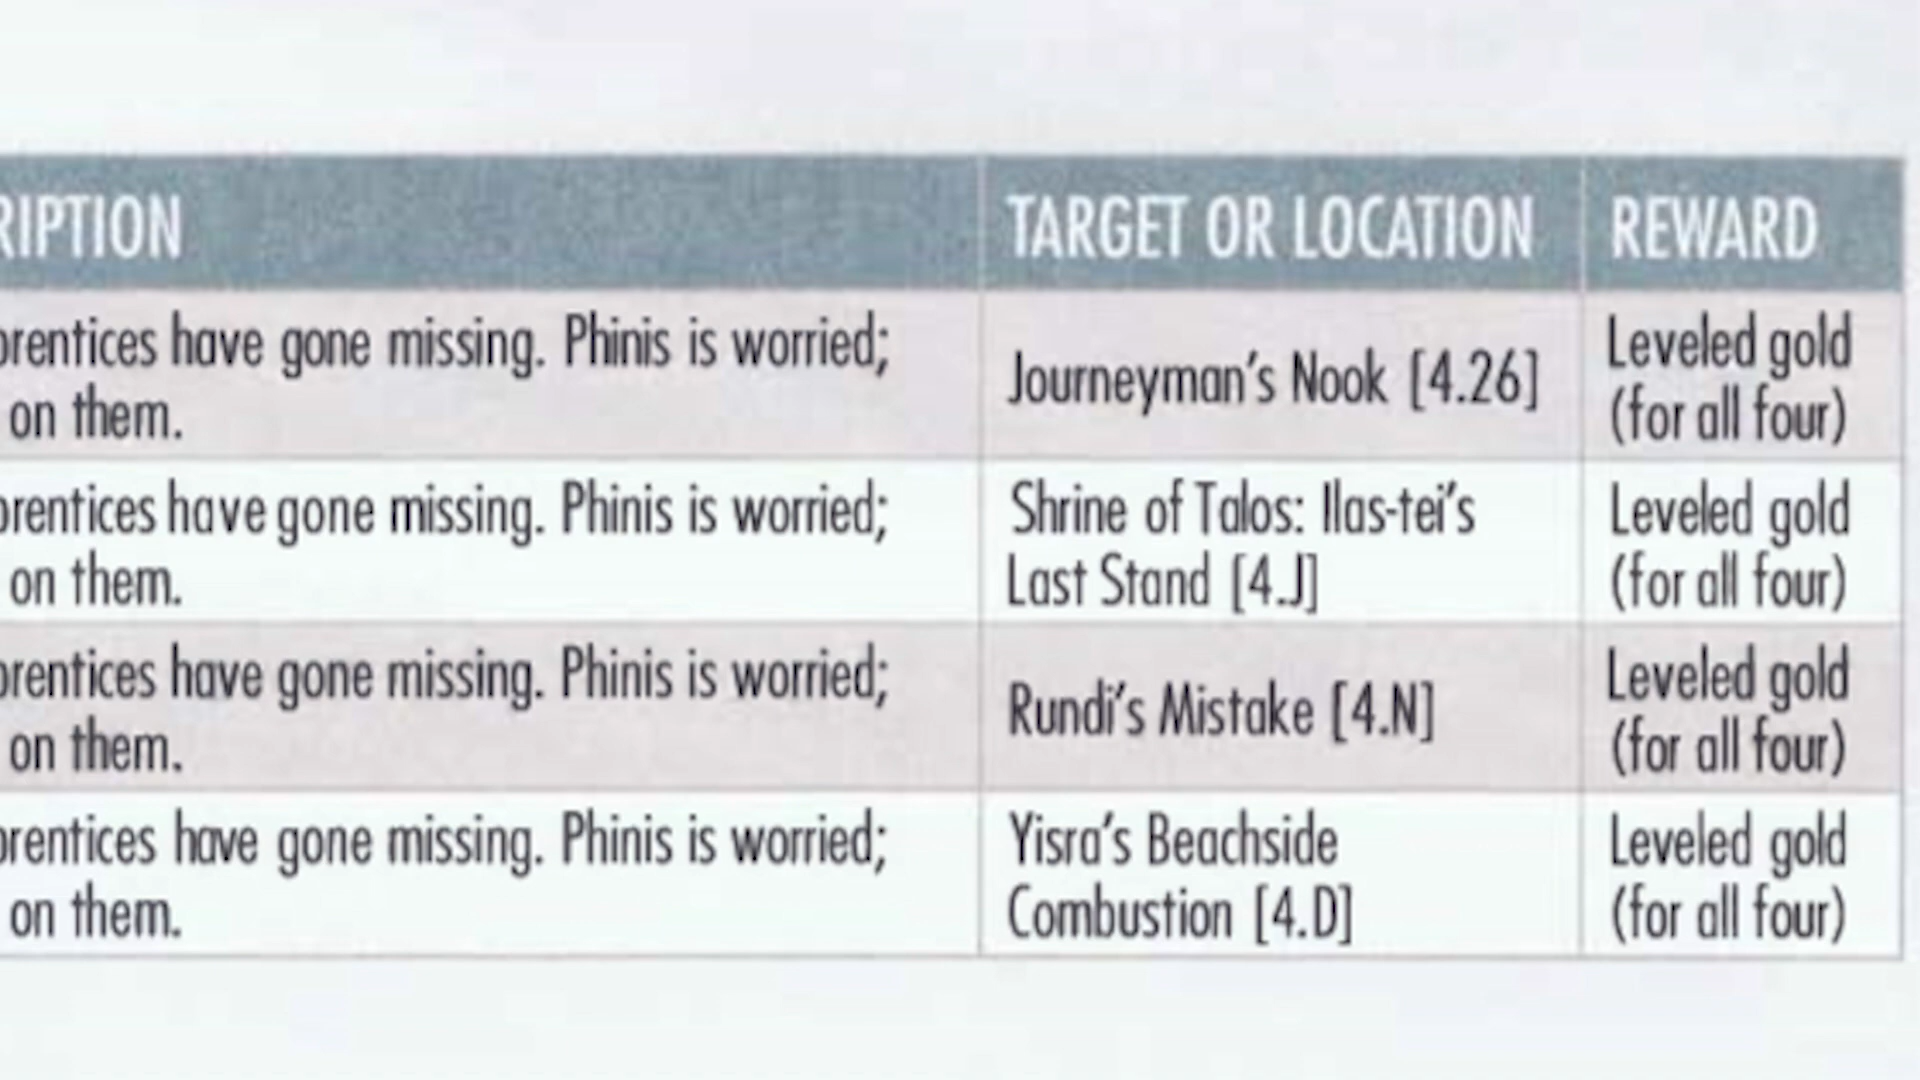 RIPTION TARGET OR LOCATION REWARD
prentices have gone missing. Phinis is worried;
on them.
Journeyman's Nook [4.26]
Leveled gold
(for all four)
prentices have gone missing. Phinis is worried;
on them.
Shrine of Talos: Ilas-tei's
Last Stand [4.J]
Leveled gold
(for all four)
prentices have gone missing. Phinis is worried;
on them.
Rundi's Mistake [4.N]
Leveled gold
(for all four)
prentices have gone missing. Phinis is worried;
on them.
Yisra's Beachside
Combustion [4.D]
Leveled gold
(for all four)